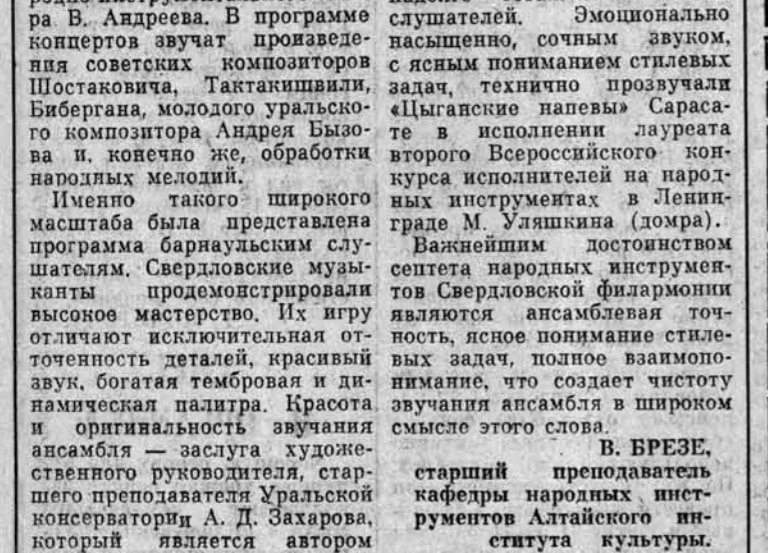 ра В. Андреева. В программе
концертов звучат произведе-
ния советских композиторов
Шостаковича, Тактакишвили,
Бибергана, молодого уральско-
го композитора Андрея Бызо-
ва и, конечно же, обработки
народных мелодий.
Именно такого широкого
масштаба была представлена
программа барнаульским слу-
шателям. Свердловские музы-
канты продемонстрировали
высокое мастерство. Их игру
отличают исключительная от-
точенность деталей, красивый
звук, богатая тембровая и ди-
намическая палитра. Красота
и оригинальность звучания
ансамбля — заслуга художе-
ственного руководителя, стар-
шего преподавателя Уральской
консерватории А. Д. Захарова,
который является автором
слушателей. Эмоционально
насыщенно, сочным звуком,
с ясным пониманием стилевых
задач, технично прозвучали
«Цыганские напевы» Сараса-
те в исполнении лауреата
второго Всероссийского кон-
курса исполнителей на народ-
ных инструментах в Ленин-
граде М. Уляшкина (домра).
Важнейшим достоинством
септета народных инструмен-
тов Свердловской филармонии
являются ансамблевая точ-
ность, ясное понимание стиле-
вых задач, полное взаимопо-
нимание, что создает чистоту
звучания ансамбля в широком
смысле этого слова.
В. БРЕЗЕ,
старший преподаватель
кафедры народных инст-
рументов Алтайского ин-
ститута культуры.